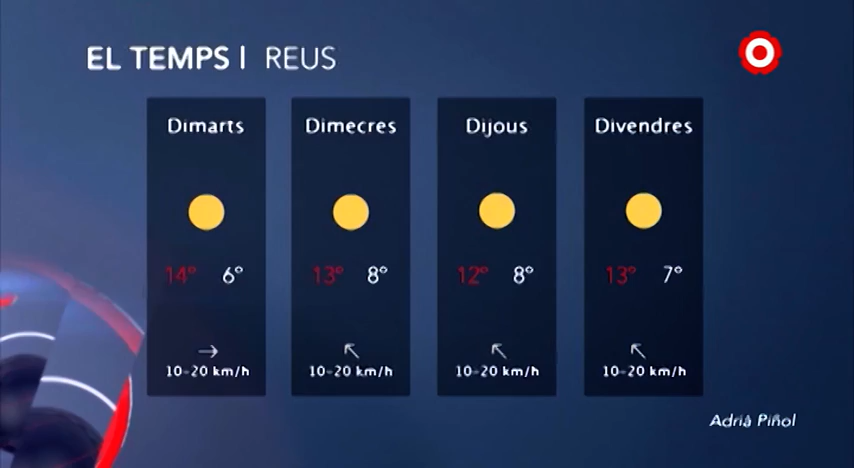 EL TEMPS | REUS
Dimarts
14° 6°
10-20 km/h
Dimecres
13° 8°
10-20 km/h
Dijous
12° 8°
10-20 km/h
Divendres
13° 7°
10-20 km/h
Adrià Piñol